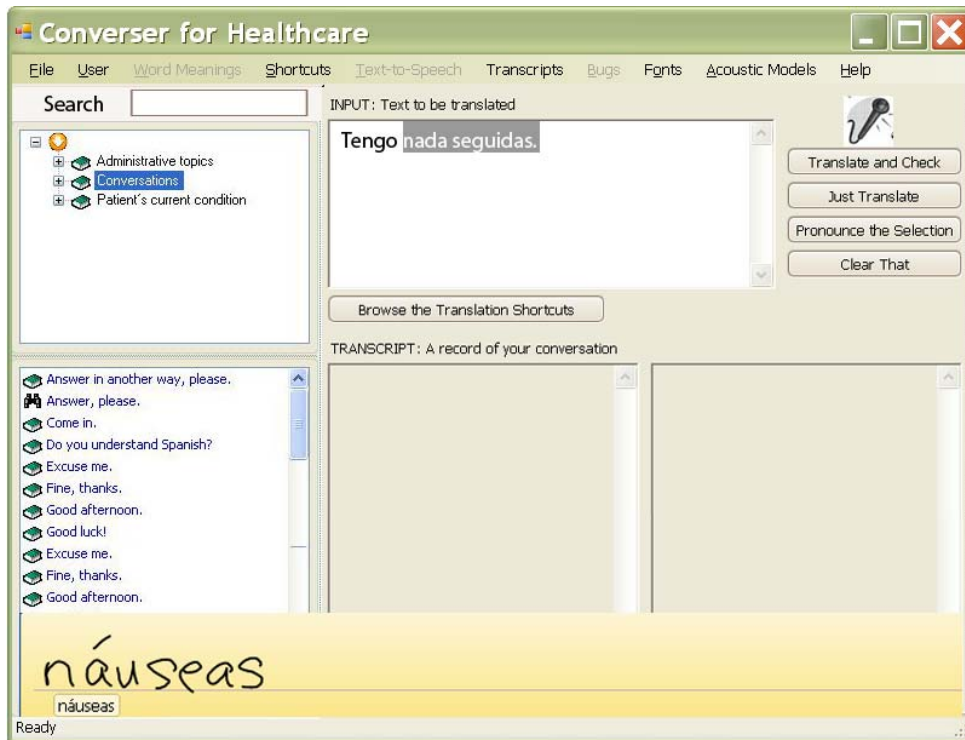 Converser for Healthcare
File User Word Meanings Shortcuts Text-to-Speech Transcripts Bugs Fonts Acoustic Models Help
Search
INPUT: Text to be translated
Tengo nada seguidas.
Administrative topics
Conversations
Patient's current condition
Translate and Check
Just Translate
Pronounce the Selection
Clear That
Browse the Translation Shortcuts
TRANSCRIPT: A record of your conversation
Answer in another way, please.
Answer, please.
Come in.
Do you understand Spanish?
Excuse me.
Fine, thanks.
Good afternoon.
Good luck!
Excuse me.
Fine, thanks.
Good afternoon.
náuseas
náuseas
Ready